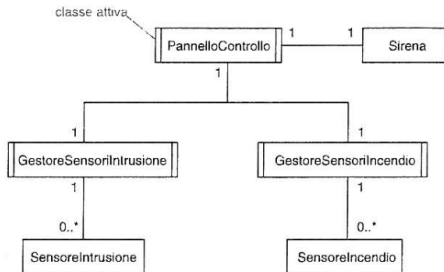 classe attiva
PannelloControllo
1
1
Sirena
1
1
1
GestoreSensoriIntrusione
GestoreSensoriIncendio
1
1
0..*
0..*
SensoreIntrusione
SensoreIncendio